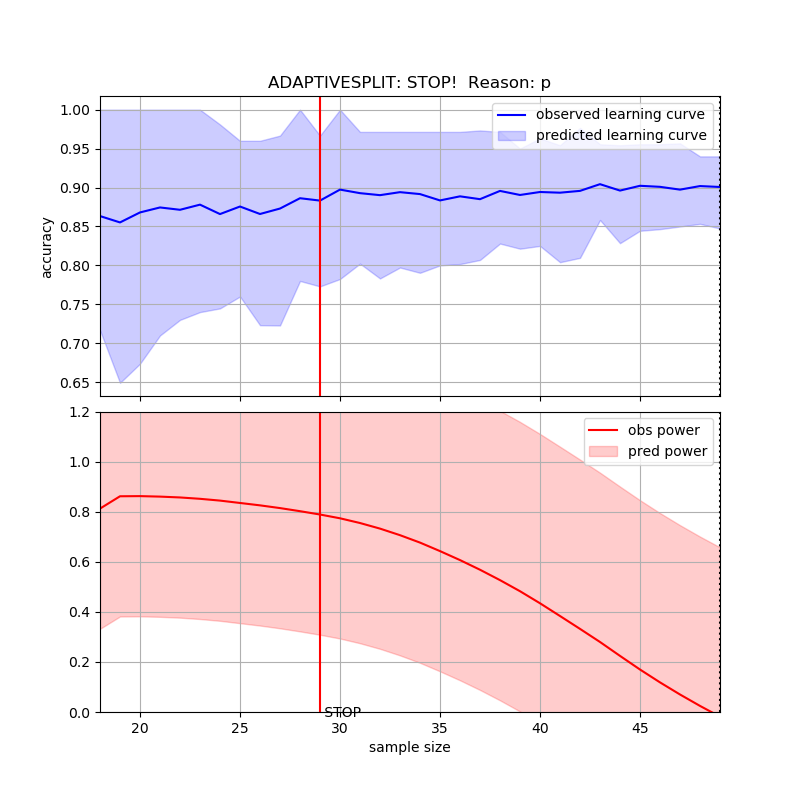 ADAPTIVESPLIT: STOP!  Reason: p
observed learning curve
predicted learning curve
1.00
0.95
0.90
0.85
0.80
0.75
0.70
0.65
accuracy
obs power
pred power
1.2
1.0
0.8
0.6
0.4
0.2
0.0
STOP
20 25 30 35 40 45
sample size